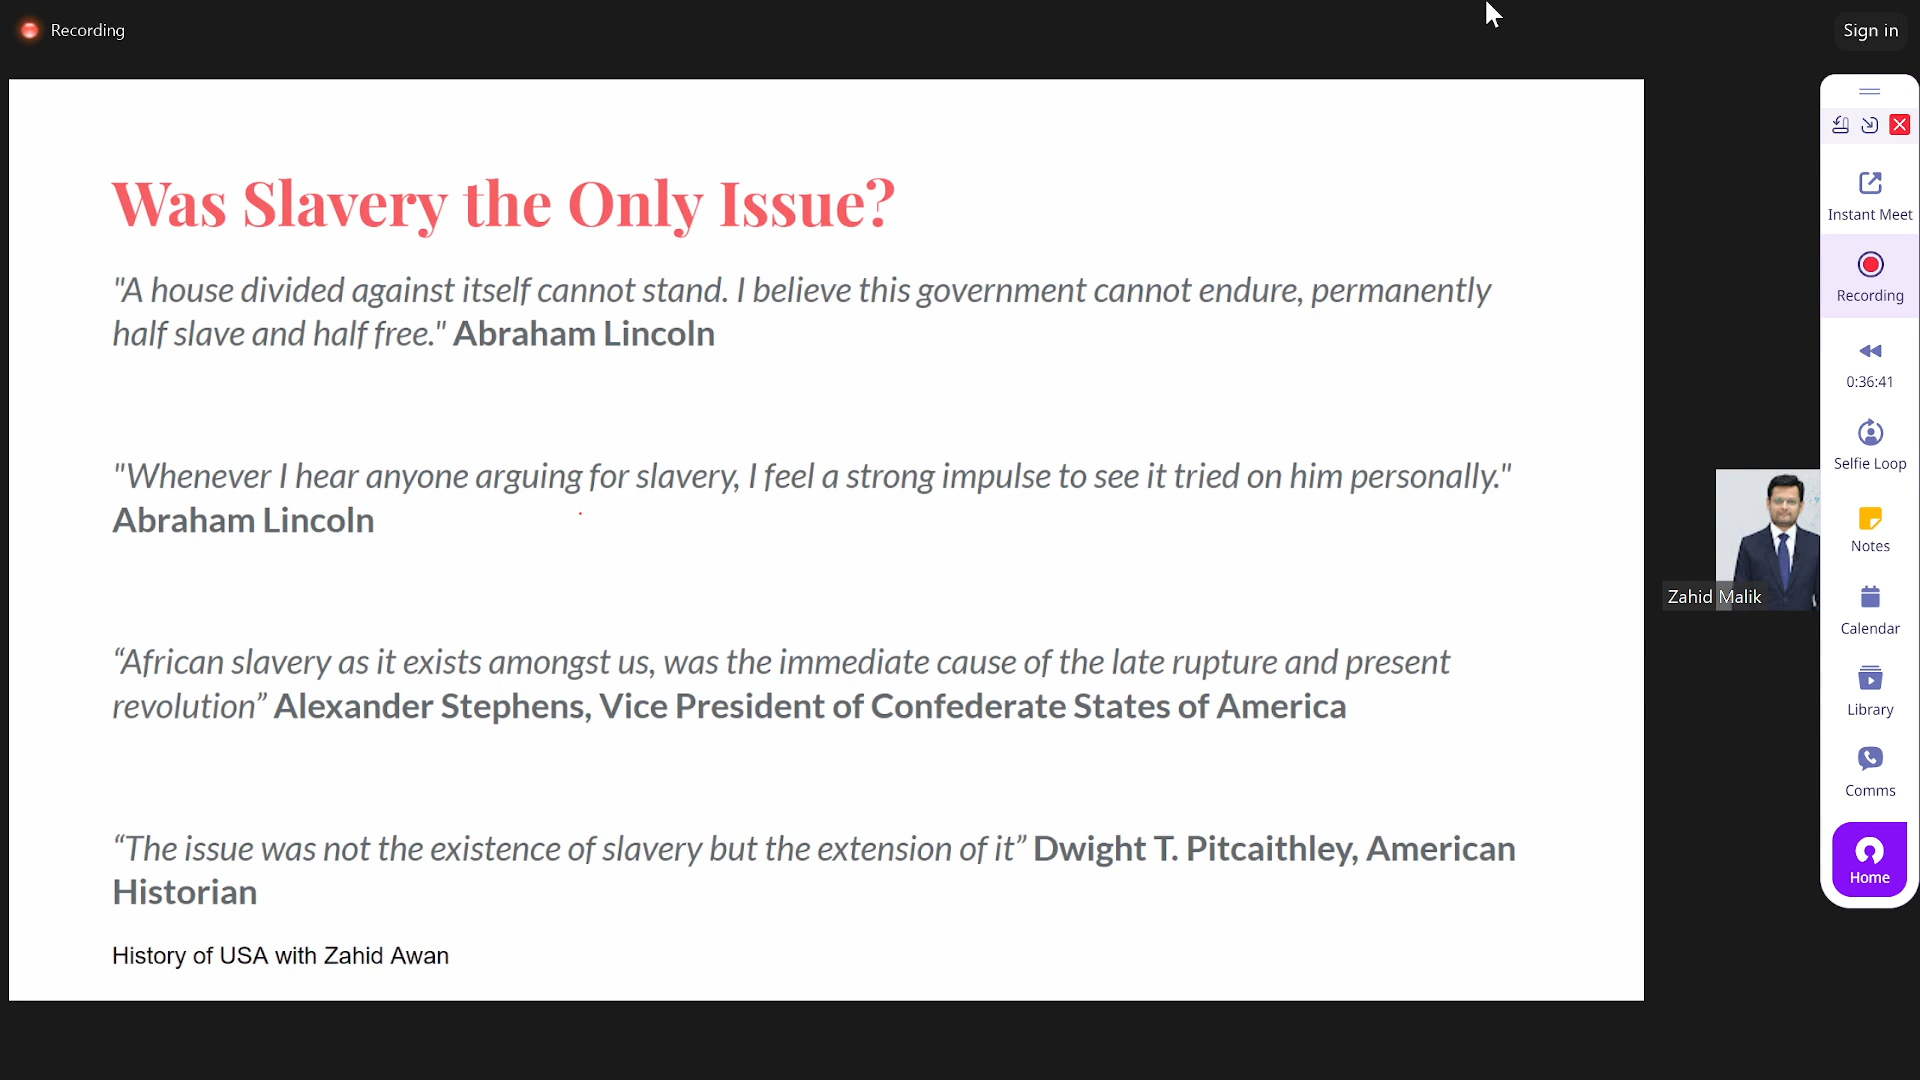 Recording
Sign in
Was Slavery the Only Issue?
"A house divided against itself cannot stand. I believe this government cannot endure, permanently
half slave and half free." Abraham Lincoln
"Whenever I hear anyone arguing for slavery, I feel a strong impulse to see it tried on him personally."
Abraham Lincoln
“African slavery as it exists amongst us, was the immediate cause of the late rupture and present
revolution” Alexander Stephens, Vice President of Confederate States of America
“The issue was not the existence of slavery but the extension of it” Dwight T. Pitcaithley, American
Historian
History of USA with Zahid Awan
Zahid Malik
Instant Meet
Recording
0:36:41
Selfie Loop
Notes
Calendar
Library
Comms
Home